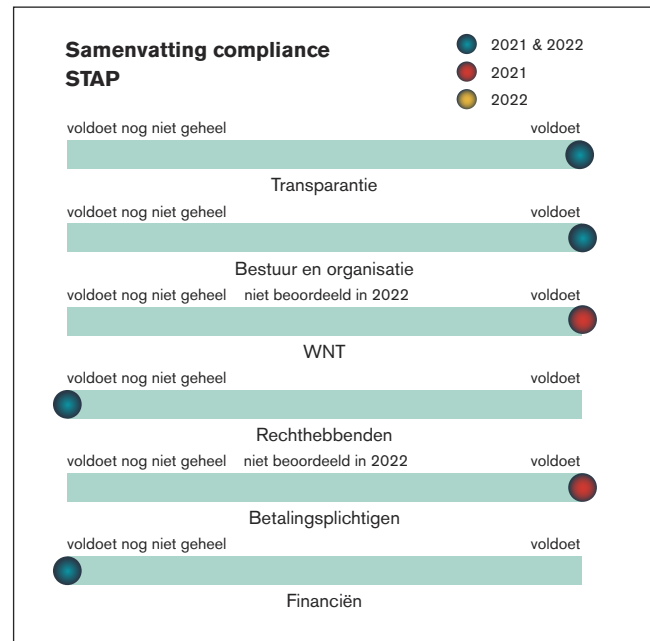 Samenvatting compliance
STAP
2021 & 2022
2021
2022
voldoet nog niet geheel voldoet
Transparantie
voldoet nog niet geheel voldoet
Bestuur en organisatie
voldoet nog niet geheel niet beoordeeld in 2022 voldoet
WNT
voldoet nog niet geheel voldoet
Rechthebbenden
voldoet nog niet geheel niet beoordeeld in 2022 voldoet
Betalingsplichtigen
voldoet nog niet geheel voldoet
Financiën